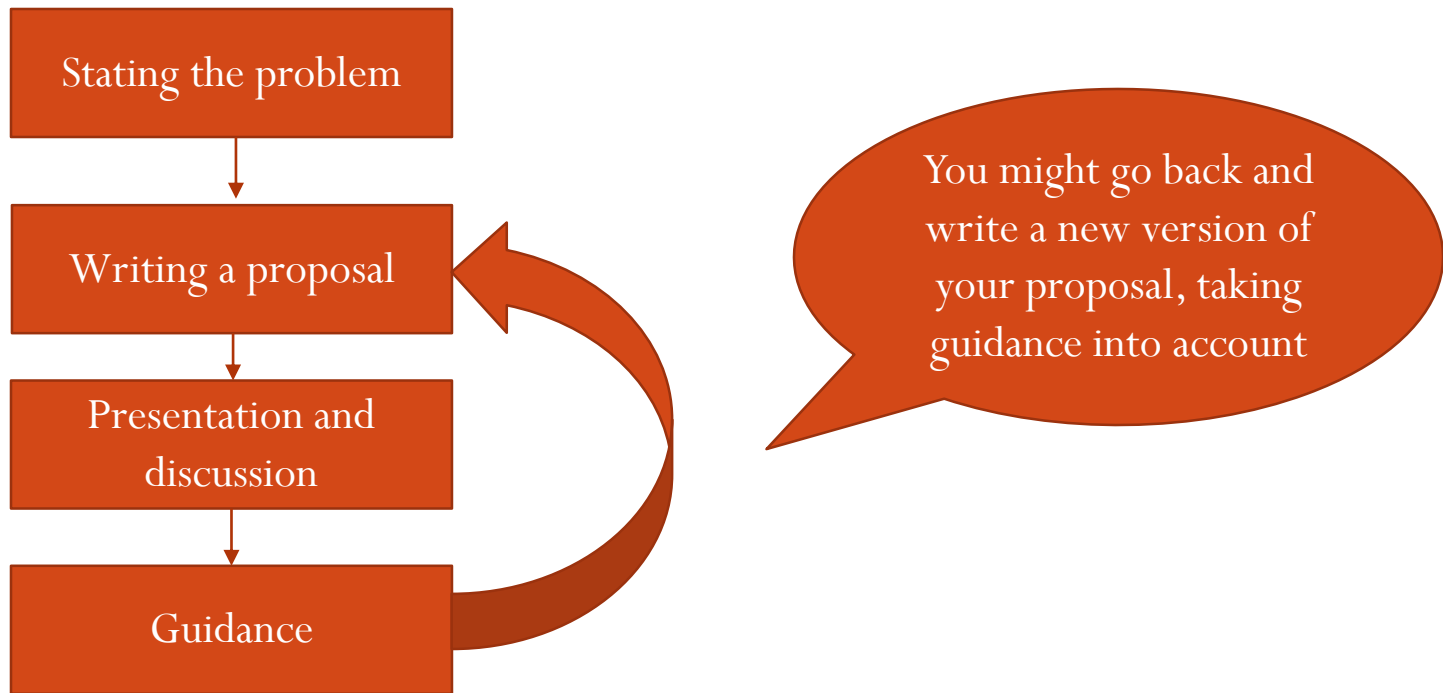 Stating the problem
Writing a proposal
Presentation and
discussion
Guidance
You might go back and
write a new version of
your proposal, taking
guidance into account